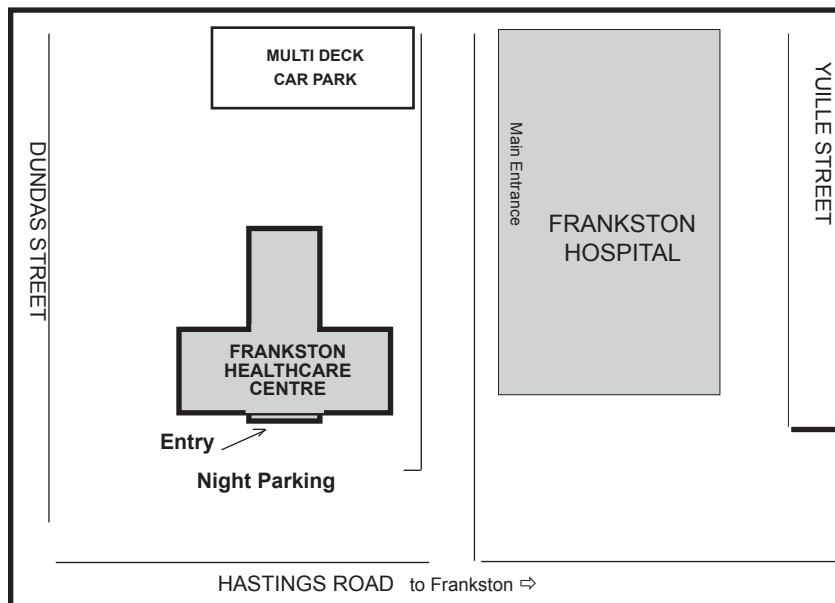 MULTI DECK
CAR PARK
DUNDAS STREET
Main Entrance
FRANKSTON
HOSPITAL
YUILLE STREET
FRANKSTON
HEALTHCARE
CENTRE
Entry
Night Parking
HASTINGS ROAD to Frankston ⇨